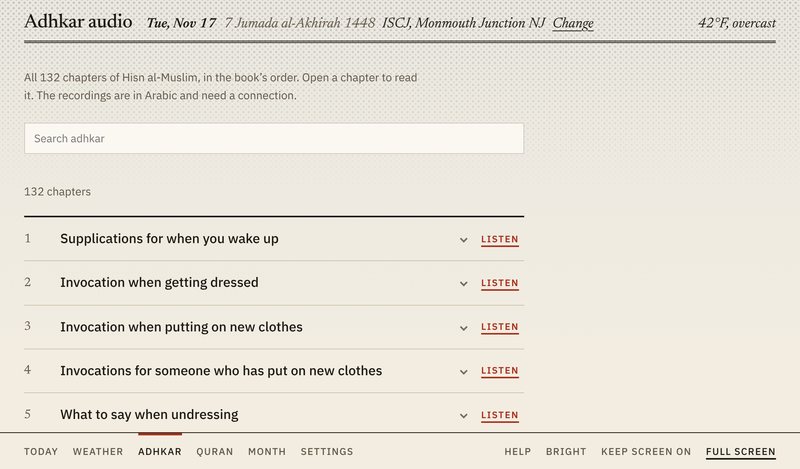 Adhkar audio Tue, Nov 17 7 Jumada al-Akhirah 1448 ISCJ, Monmouth Junction NJ Change 42°F, overcast
All 132 chapters of Hisn al-Muslim, in the book’s order. Open a chapter to read
it. The recordings are in Arabic and need a connection.
Search adhkar
132 chapters
1 Supplications for when you wake up LISTEN
2 Invocation when getting dressed LISTEN
3 Invocation when putting on new clothes LISTEN
4 Invocations for someone who has put on new clothes LISTEN
5 What to say when undressing LISTEN
TODAY WEATHER ADHKAR QURAN MONTH SETTINGS HELP BRIGHT KEEP SCREEN ON FULL SCREEN